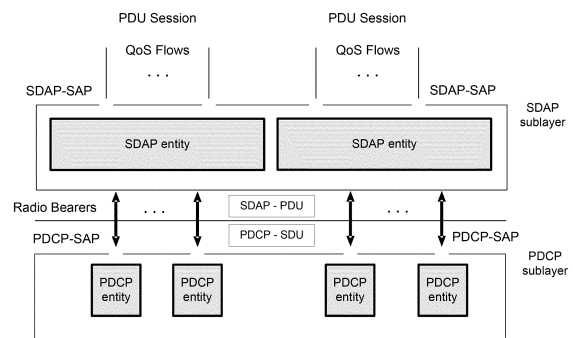 PDU Session
PDU Session
QoS Flows
QoS Flows
. . .
. . .
SDAP-SAP
SDAP-SAP
SDAP
sublayer
SDAP entity
SDAP entity
Radio Bearers
. . .
SDAP - PDU
. . .
PDCP-SAP
PDCP - SDU
PDCP-SAP
PDCP
sublayer
PDCP
entity
PDCP
entity
PDCP
entity
PDCP
entity